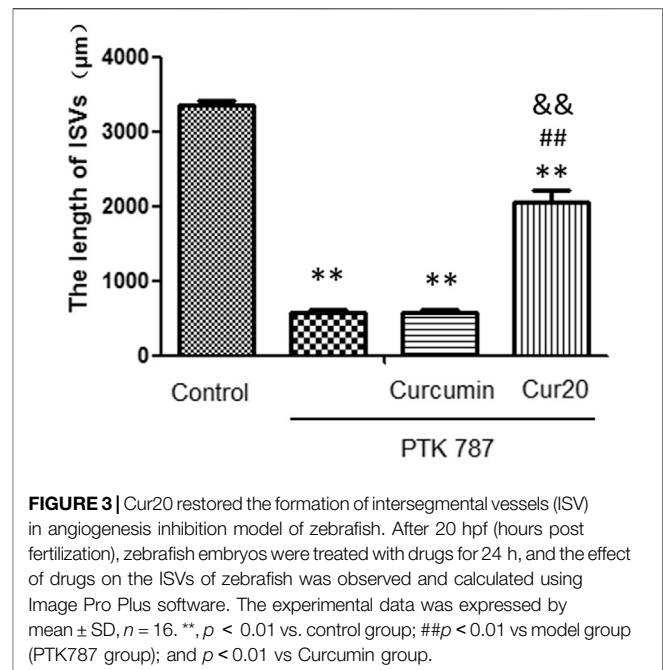 The length of ISVs (μm)
4000
3000
2000
1000
0
**
**
&&
##
**
Control
Curcumin
Cur20
PTK 787
FIGURE 3 | Cur20 restored the formation of intersegmental vessels (ISV)
in angiogenesis inhibition model of zebrafish. After 20 hpf (hours post
fertilization), zebrafish embryos were treated with drugs for 24 h, and the effect
of drugs on the ISVs of zebrafish was observed and calculated using
Image Pro Plus software. The experimental data was expressed by
mean ± SD, n = 16. **, p < 0.01 vs. control group; ##p < 0.01 vs model group
(PTK787 group); and p < 0.01 vs Curcumin group.